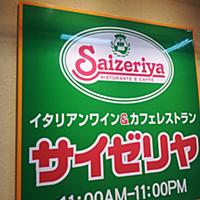 Saizeriya
RISTORANTE E CAFFÈ
イタリアンワイン&カフェレストラン
サイゼリヤ
11:00AM-11:00PM